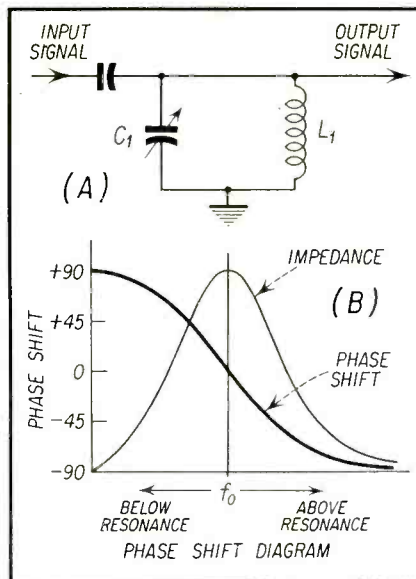 INPUT SIGNAL
OUTPUT SIGNAL
C1
L1
(A)
(B)
IMPEDANCE
PHASE SHIFT
PHASE SHIFT
+90
+45
0
-45
-90
f0
BELOW RESONANCE
ABOVE RESONANCE
PHASE SHIFT DIAGRAM